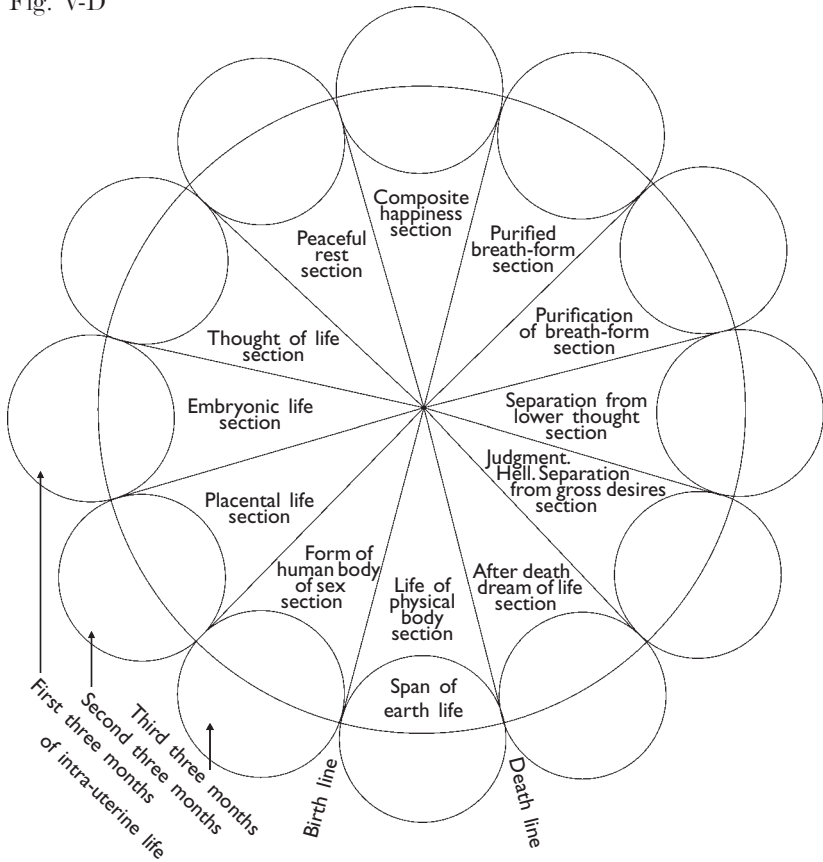 Fig. V-D
Composite
happiness
section
Purified
breath-form
section
Purification
of breath-form
section
Separation from
lower thought
section
Judgment.
Hell. Separation
from gross desires
section
After death
dream of life
section
Life of
physical
body
section
Span of
earth life
Form of
human body
of sex
section
Placental life
section
Embryonic life
section
Thought of life
section
Peaceful
rest
section
First three months
Second three months
Third three months
of intra-uterine life
Birth line
Death line